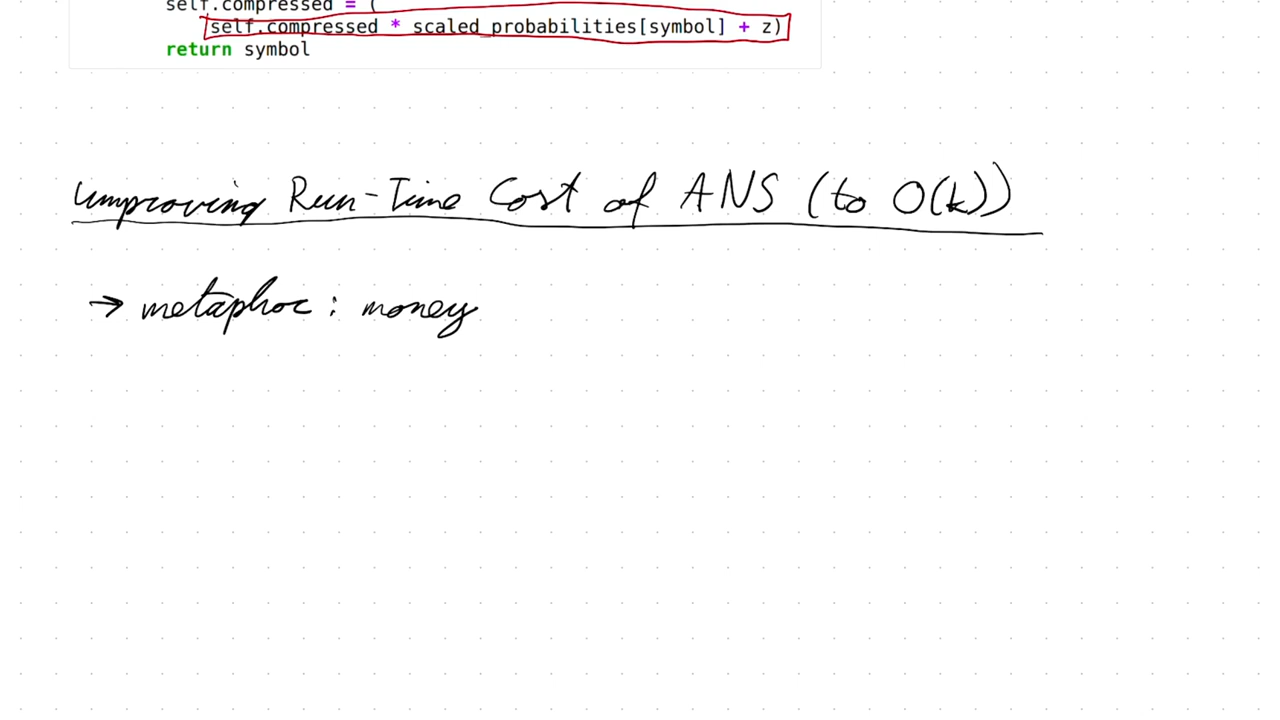 self.compressed = (
self.compressed * scaled_probabilities[symbol] + z)
return symbol
Improving Run-Time Cost of ANS (to O(k))
→ metaphor: money